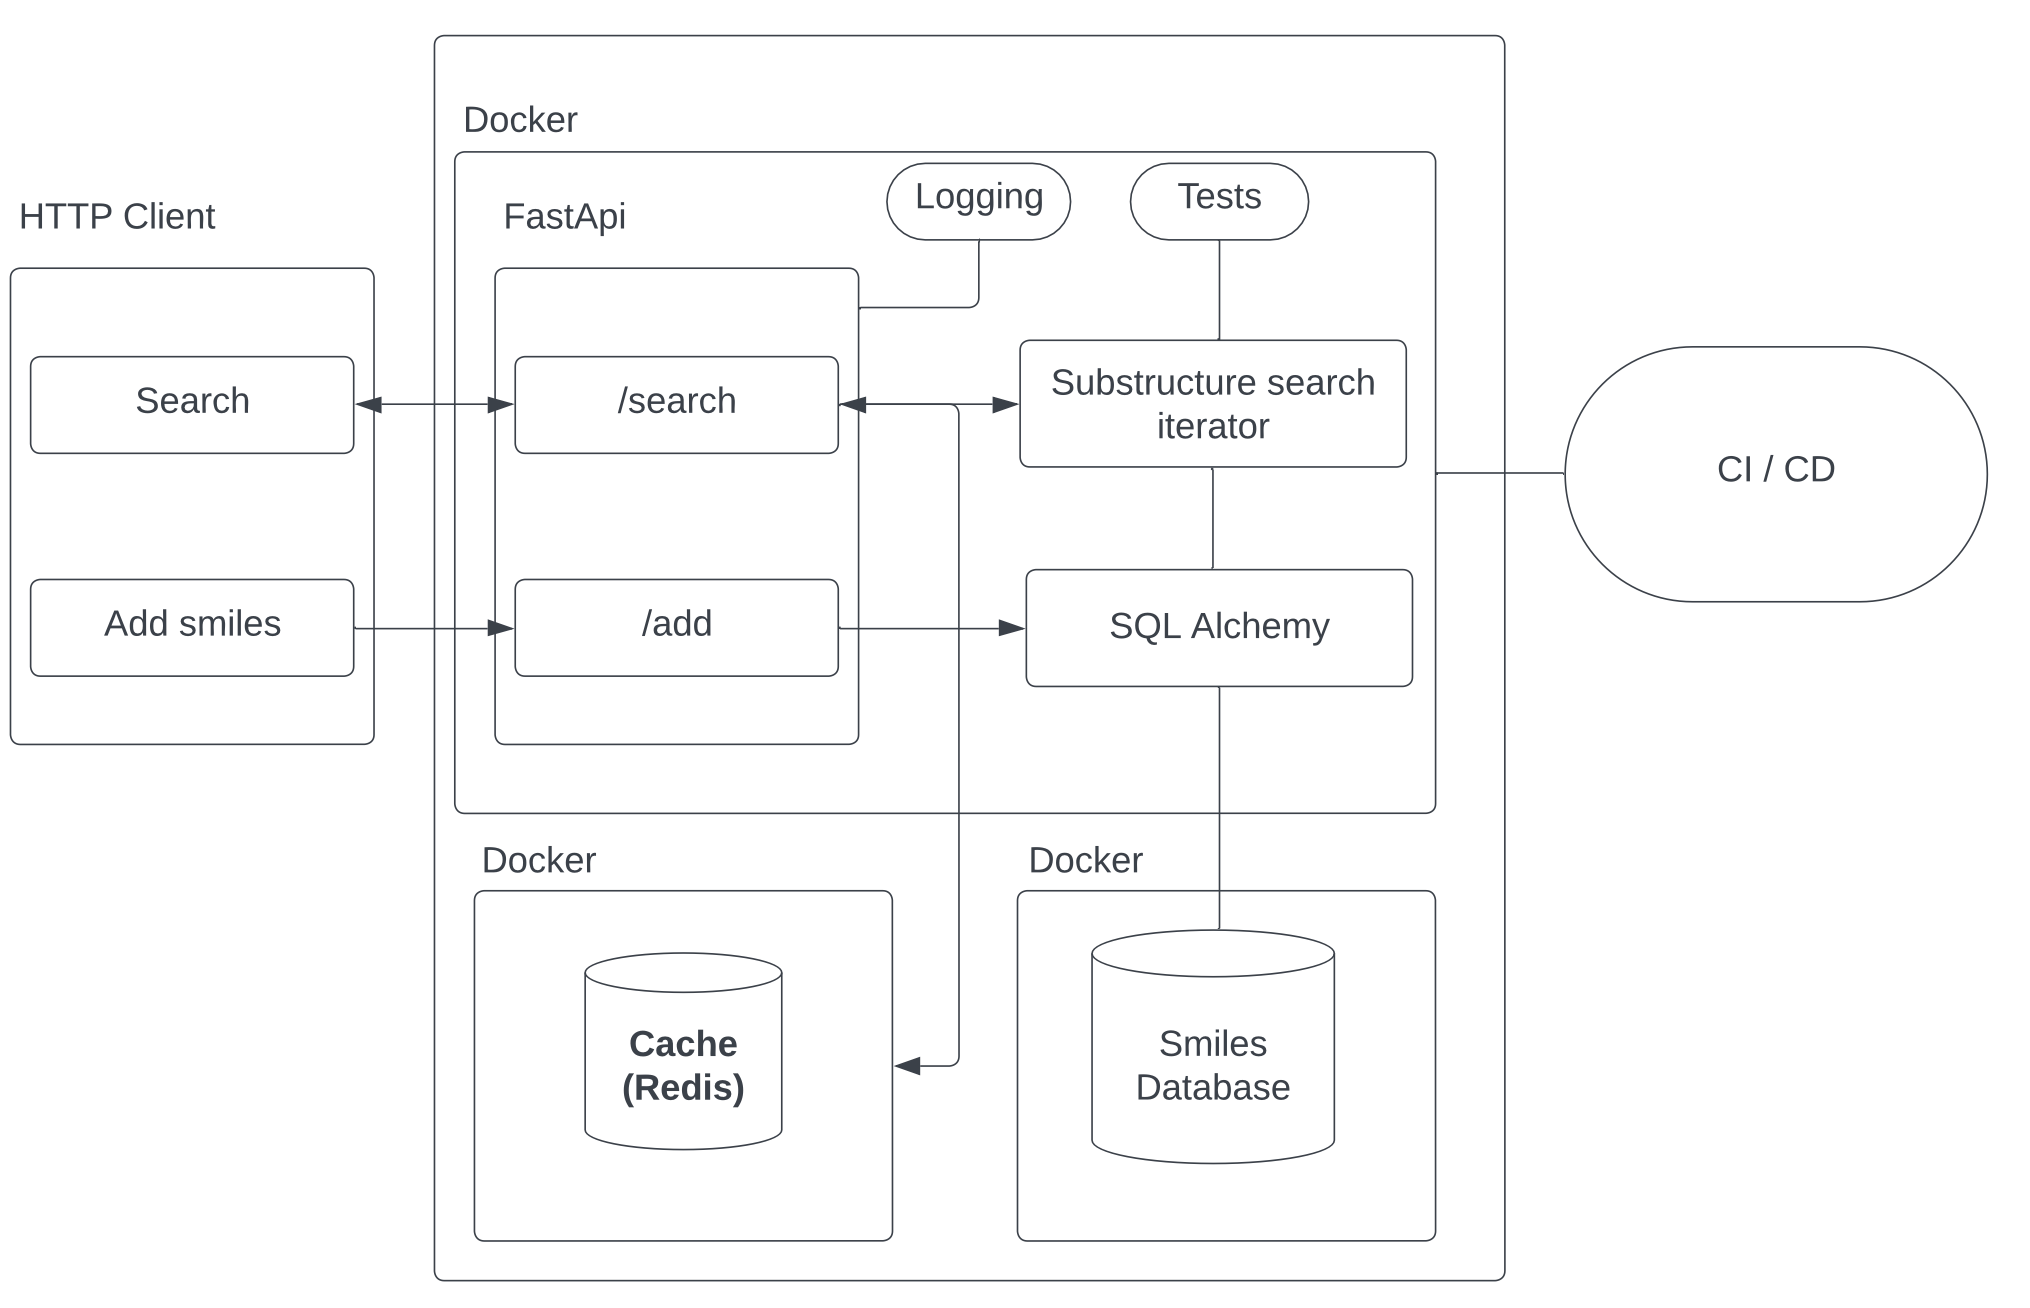 Docker
HTTP Client
FastApi
Logging
Tests
Search
/search
Substructure search
iterator
CI / CD
Add smiles
/add
SQL Alchemy
Docker
Docker
Cache
(Redis)
Smiles
Database